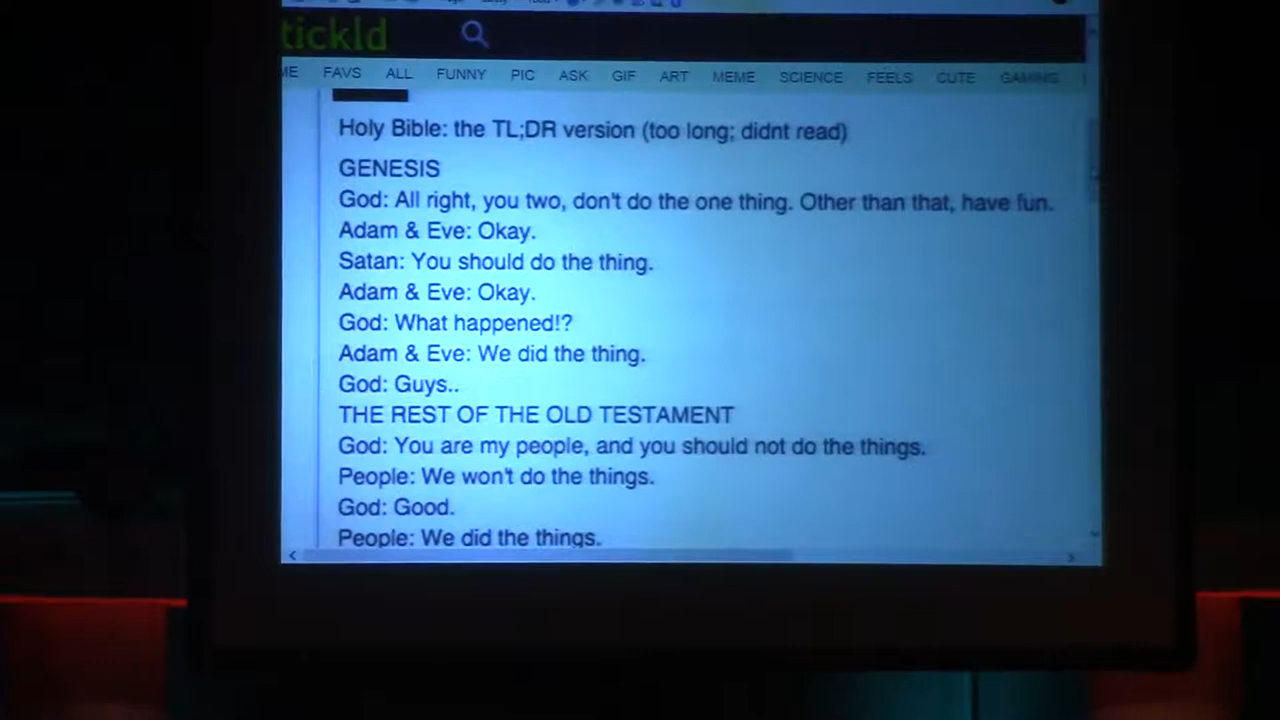 tickld
ME FAVS ALL FUNNY PIC ASK GIF ART MEME SCIENCE FEELS CUTE GAMING
Holy Bible: the TL;DR version (too long; didnt read)
GENESIS
God: All right, you two, don't do the one thing. Other than that, have fun.
Adam & Eve: Okay.
Satan: You should do the thing.
Adam & Eve: Okay.
God: What happened!?
Adam & Eve: We did the thing.
God: Guys..
THE REST OF THE OLD TESTAMENT
God: You are my people, and you should not do the things.
People: We won't do the things.
God: Good.
People: We did the things.